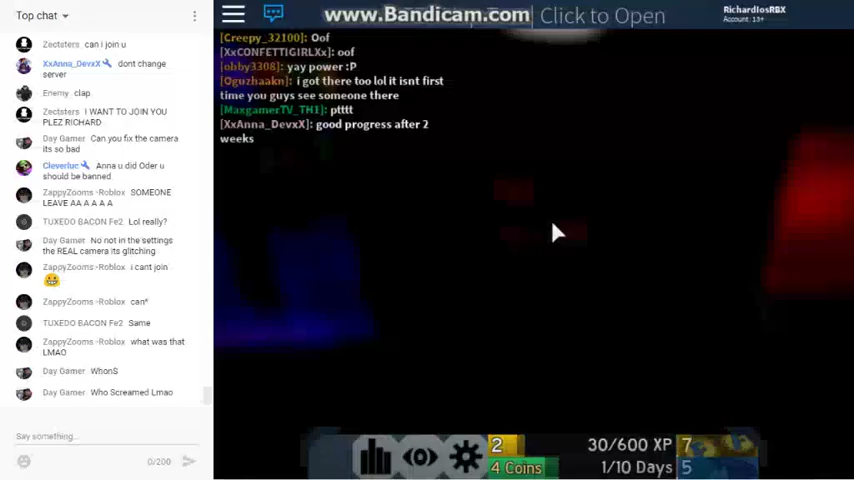 Top chat
Zectsters can I join u
XxAnna_DevxX dont change
server
Enemy clap
Zectsters I WANT TO JOIN YOU
PLEZ RICHARD
Day Gamer Can you fix the camera
its so bad
Cleverluc Anna u did Oder u
should be banned
ZappyZooms -Roblox SOMEONE
LEAVE AA A A A A
TUXEDO BACON Fe2 Lol really?
Day Gamer No not in the settings
the REAL camera its glitching
ZappyZooms -Roblox i cant join
ZappyZooms -Roblox can*
TUXEDO BACON Fe2 Same
ZappyZooms -Roblox what was that
LMAO
Day Gamer WhonS
Day Gamer Who Screamed Lmao
Say something...
0/200
www.Bandicam.com
Click to Open
RichardIosRBX
Account: 13+
[Creepy_32100]: Oof
[XxCONFETTIGIRLXx]: oof
[ohby3308]: yay power :P
[Oguzhaakn]: i got there too lol it isnt first
time you guys see someone there
[MaxgamerTV_TH1]: ptttt
[XxAnna_DevxX]: good progress after 2
weeks
2
4 Coins
30/600 XP
1/10 Days
7
5